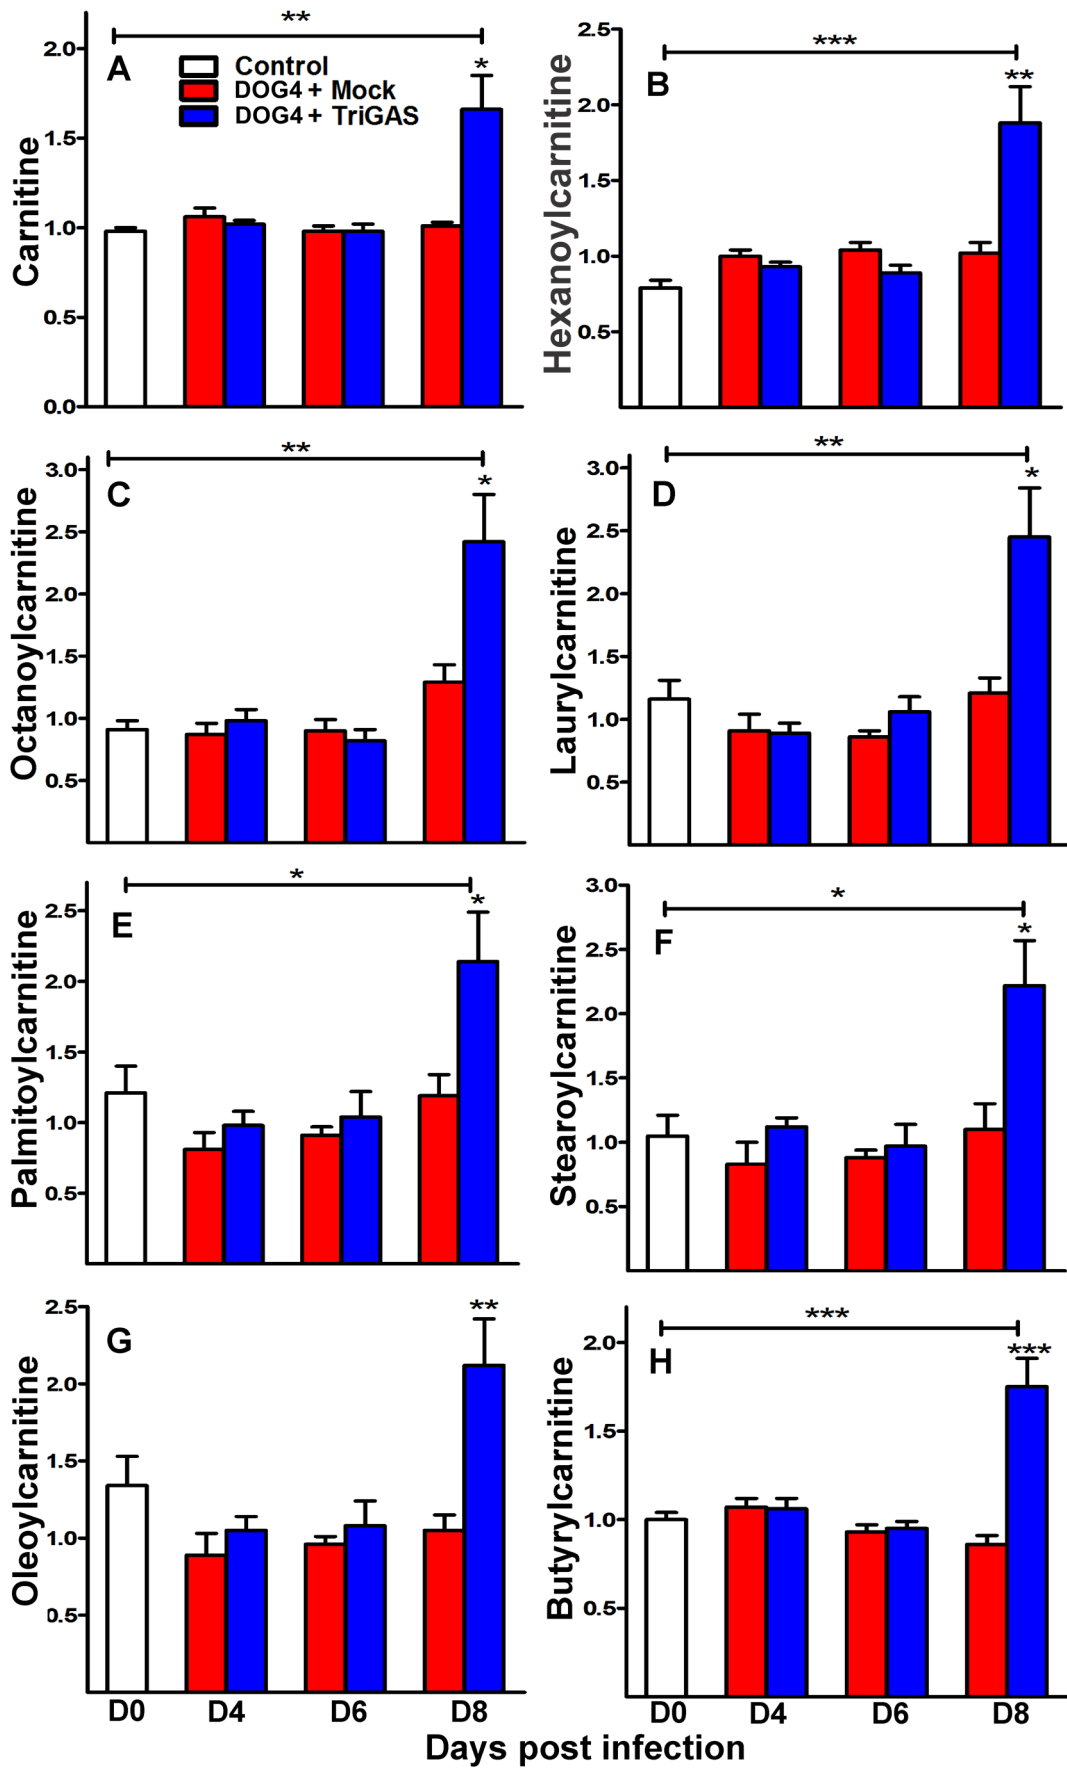 **
2.0
A
Control
DOG4 + Mock
DOG4 + TriGAS
*
1.5
1.0
0.5
0.0
Carnitine
2.5
***
B
**
2.0
1.5
1.0
0.5
Hexanoylcarnitine
**
3.0
C
*
2.5
2.0
1.5
1.0
0.5
Octanoylcarnitine
**
3.0
D
*
2.5
2.0
1.5
1.0
0.5
Laurylcarnitine
*
2.5
E
*
2.0
1.5
1.0
0.5
Palmitoylcarnitine
3.0
*
F
*
2.5
2.0
1.5
1.0
0.5
Stearoylcarnitine
2.5
G
**
2.0
1.5
1.0
0.5
Oleoylcarnitine
D0 D4 D6 D8
***
2.0
H
***
1.5
1.0
0.5
Butyrylcarnitine
D0 D4 D6 D8
Days post infection